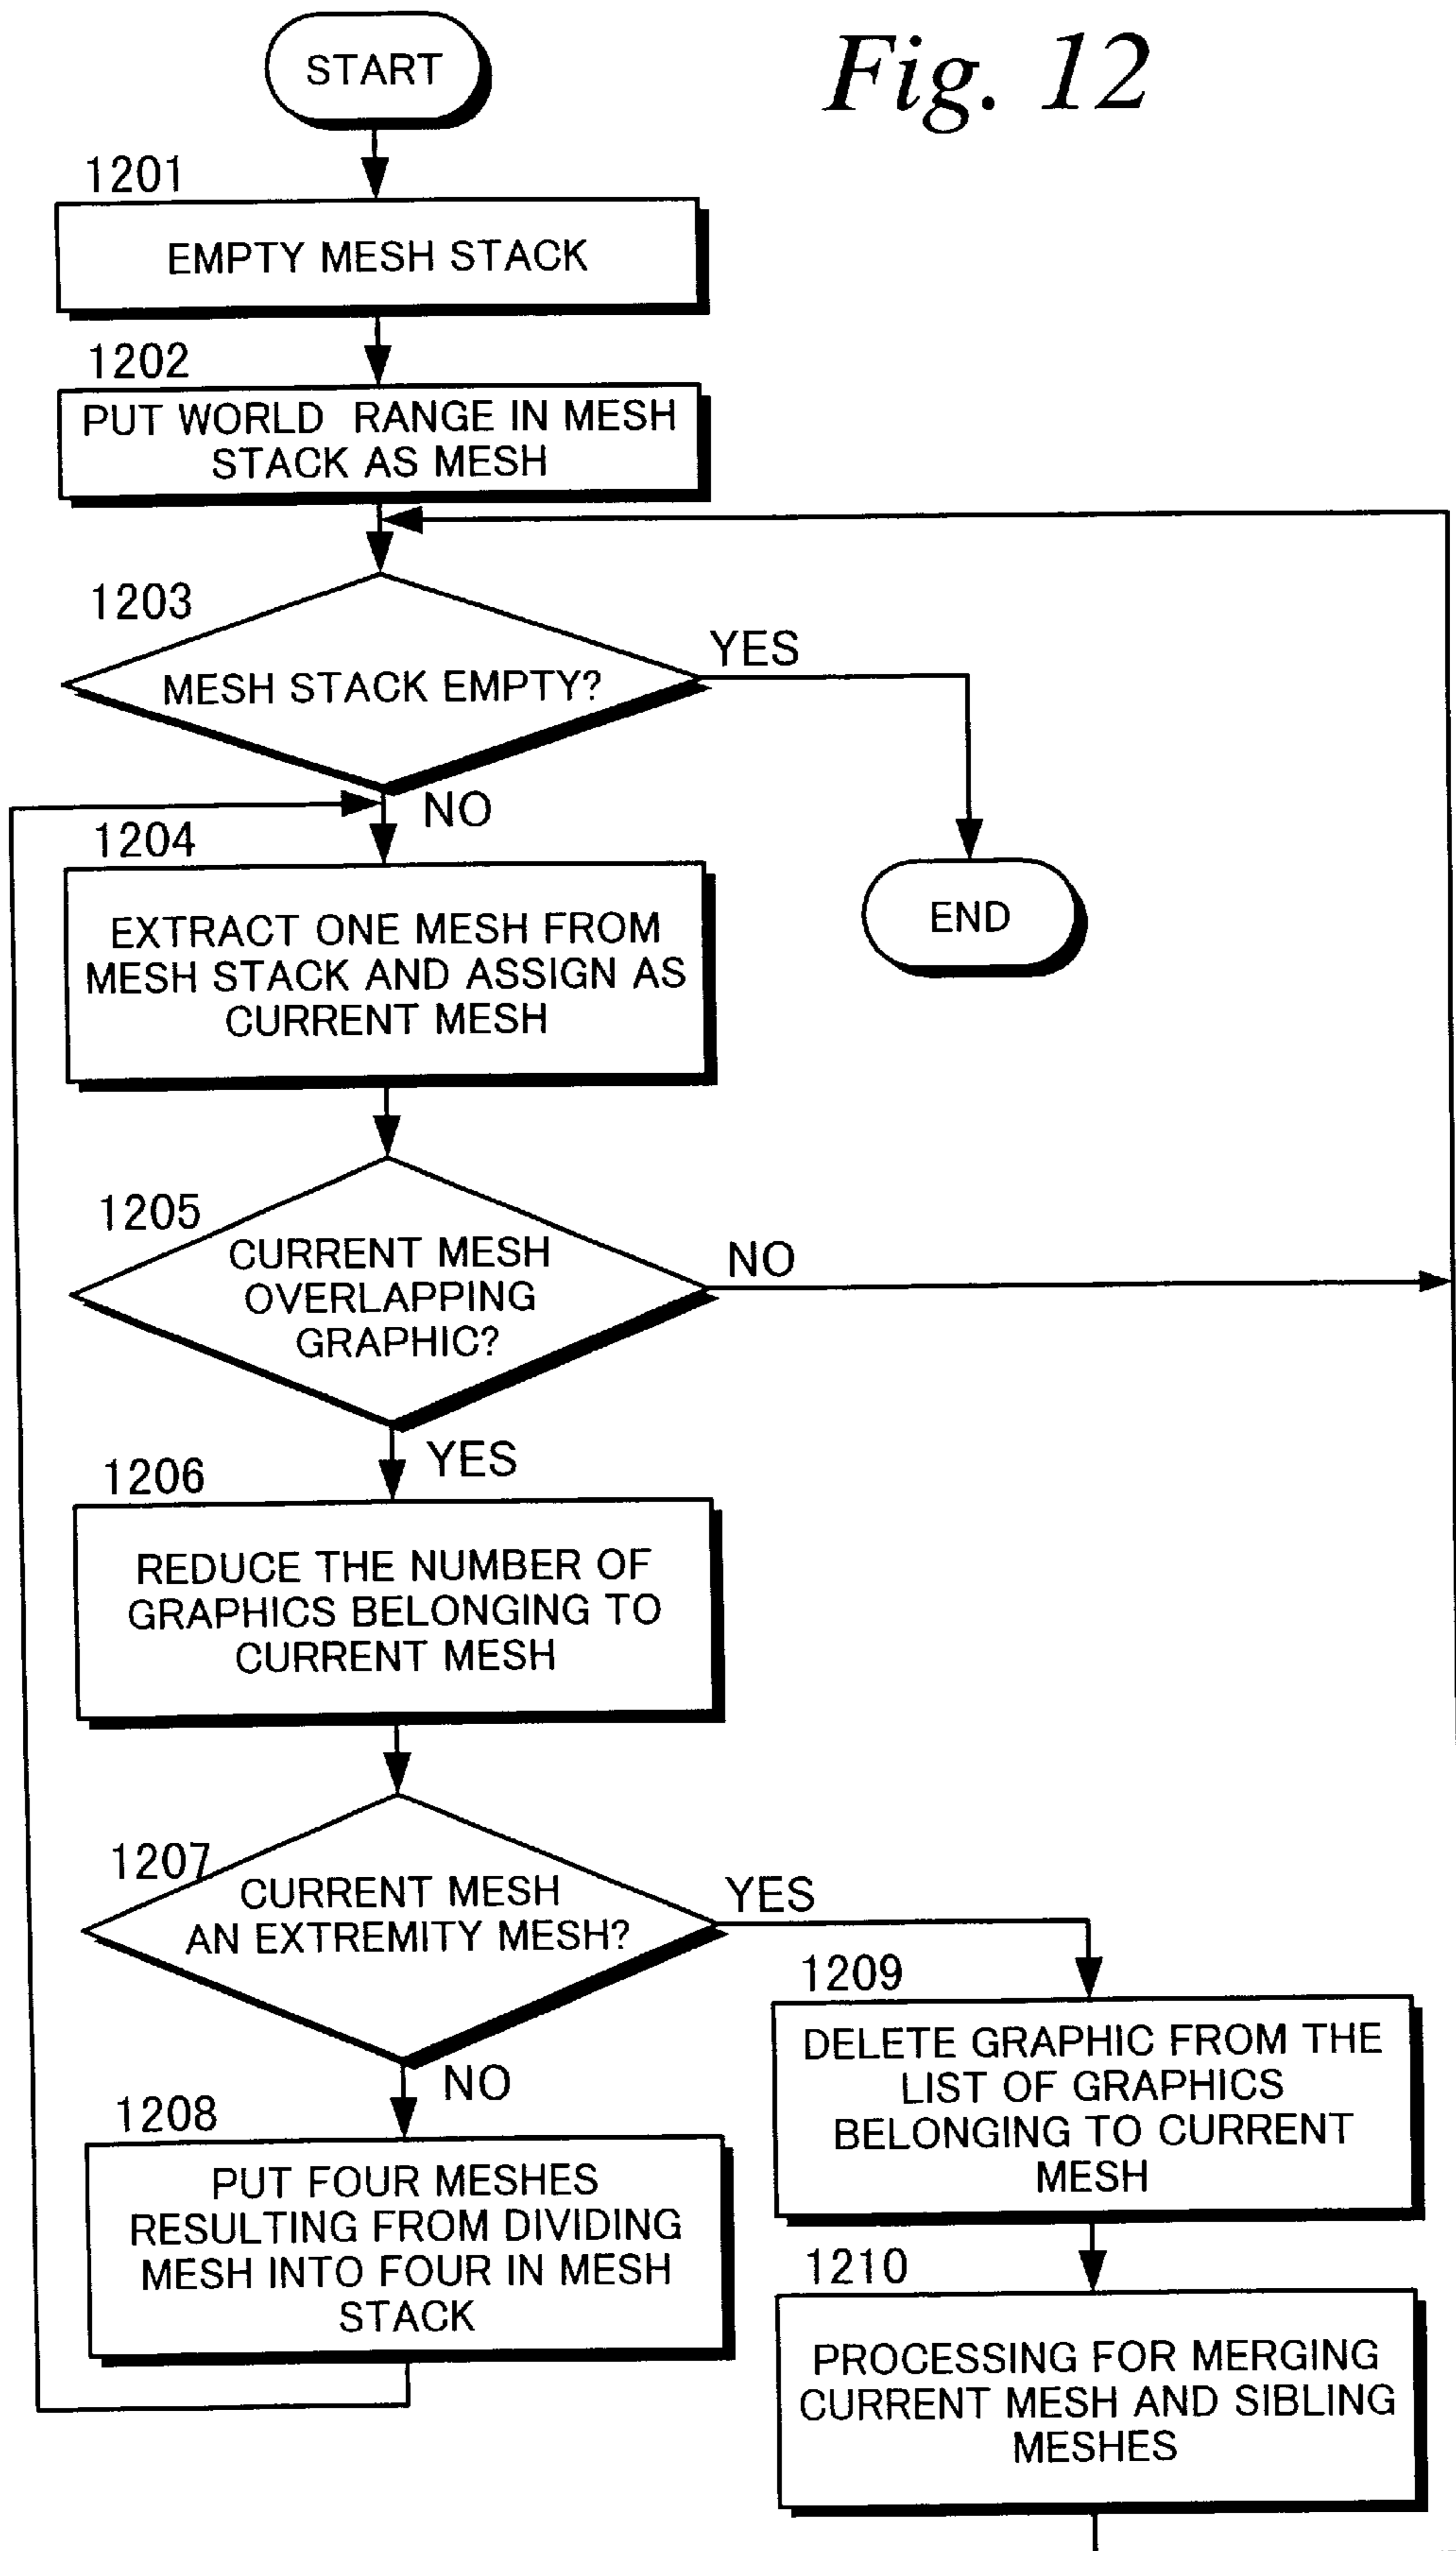 Fig. 12
START
1201
EMPTY MESH STACK
1202
PUT WORLD RANGE IN MESH
STACK AS MESH
1203
MESH STACK EMPTY?
YES
NO
END
1204
EXTRACT ONE MESH FROM
MESH STACK AND ASSIGN AS
CURRENT MESH
1205
CURRENT MESH
OVERLAPPING
GRAPHIC?
NO
YES
1206
REDUCE THE NUMBER OF
GRAPHICS BELONGING TO
CURRENT MESH
1207
CURRENT MESH
AN EXTREMITY MESH?
YES
NO
1208
PUT FOUR MESHES
RESULTING FROM DIVIDING
MESH INTO FOUR IN MESH
STACK
1209
DELETE GRAPHIC FROM THE
LIST OF GRAPHICS
BELONGING TO CURRENT
MESH
1210
PROCESSING FOR MERGING
CURRENT MESH AND SIBLING
MESHES